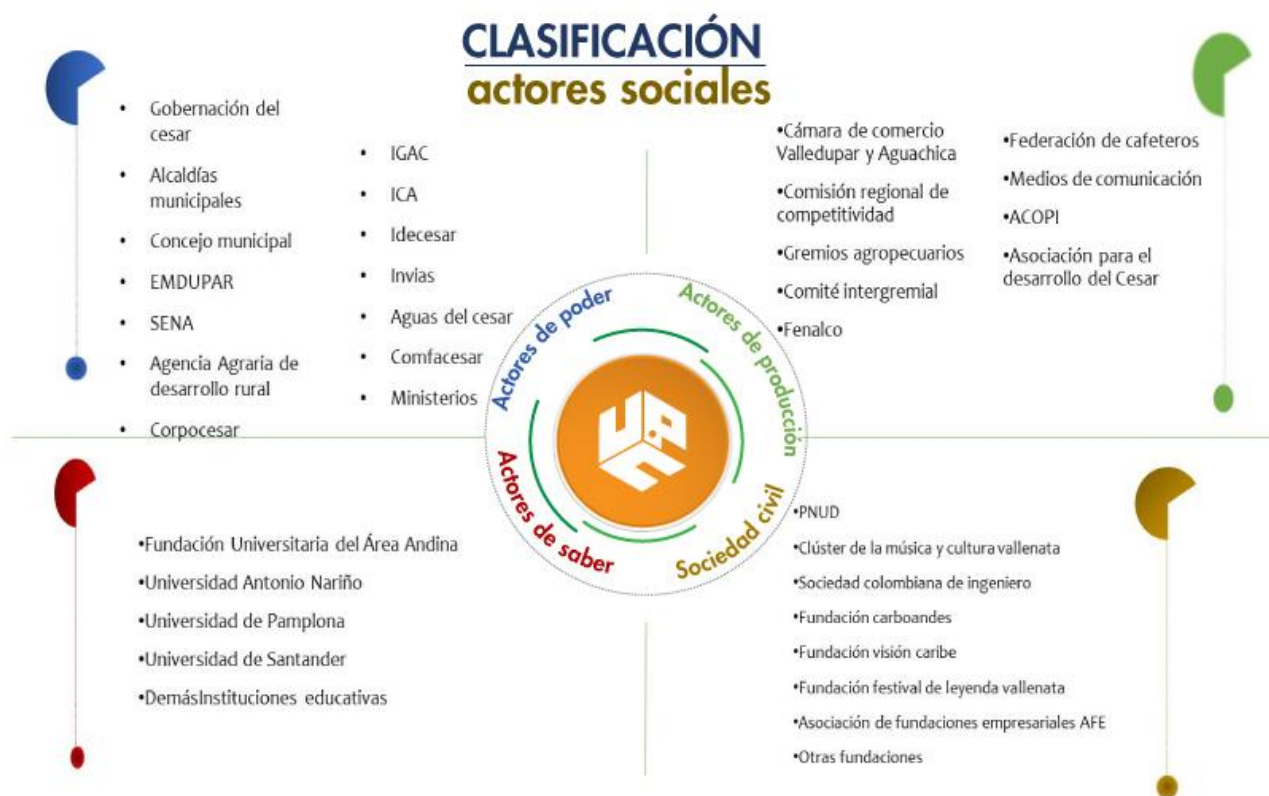 CLASIFICACIÓN
actores sociales
• Gobernación del
cesar
• Alcaldías
municipales
• Concejo municipal
• EMDUPAR
• SENA
• Agencia Agraria de
desarrollo rural
• Corpocesar
• IGAC
• ICA
• Idecesar
• Invias
• Aguas del cesar
• Comfacesar
• Ministerios
•Cámara de comercio
Valledupar y Aguachica
•Comisión regional de
competitividad
•Gremios agropecuarios
•Comité intergremial
•Fenalco
•Federación de cafeteros
•Medios de comunicación
•ACOPI
•Asociación para el
desarrollo del Cesar
Actores de poder
Actores de producción
Actores de saber
Sociedad civil
UPC
•Fundación Universitaria del Área Andina
•Universidad Antonio Nariño
•Universidad de Pamplona
•Universidad de Santander
•DemásInstituciones educativas
•PNUD
•Clúster de la música y cultura vallenata
•Sociedad colombiana de ingeniero
•Fundación carboandes
•Fundación visión caribe
•Fundación festival de leyenda vallenata
•Asociación de fundaciones empresariales AFE
•Otras fundaciones